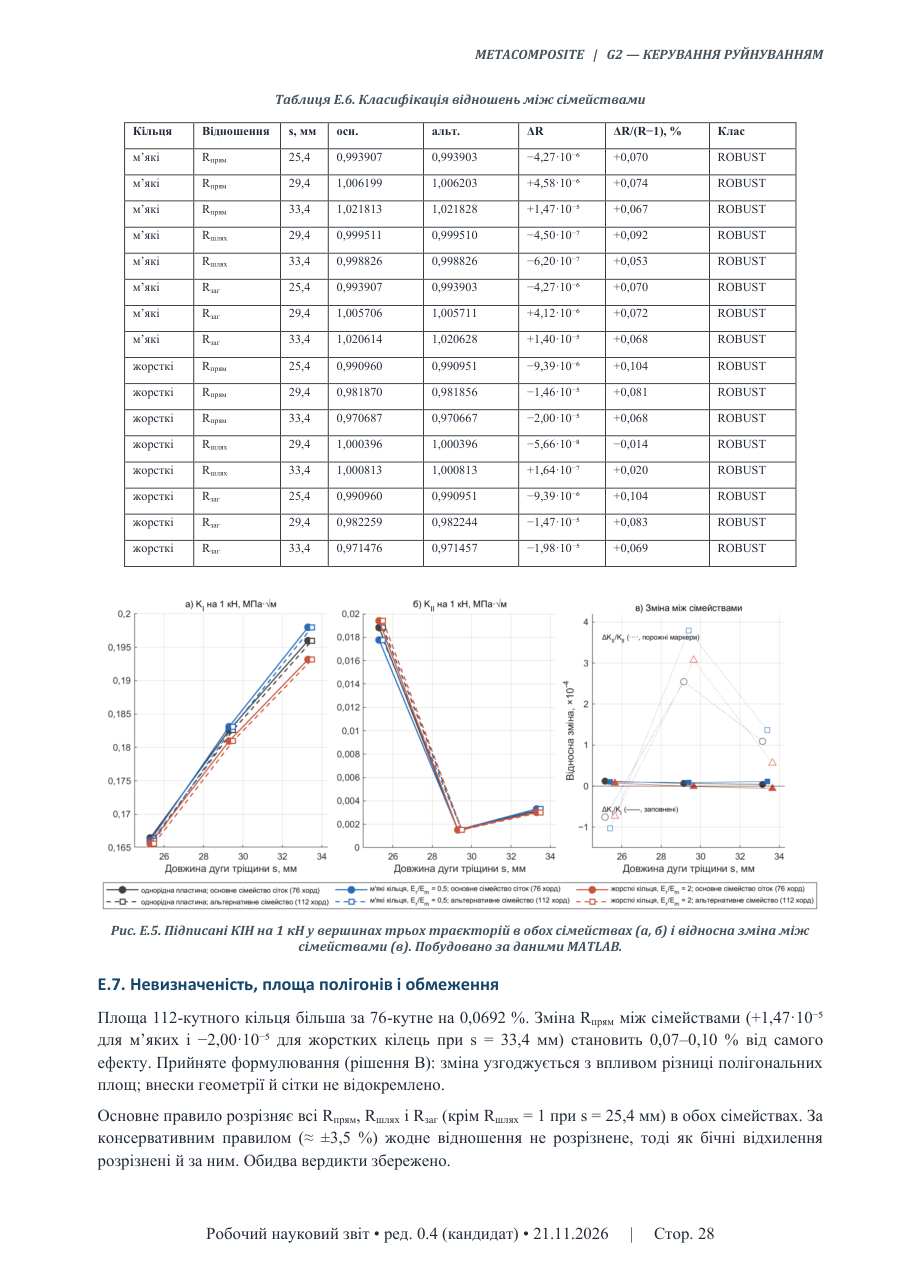 METACOMPOSITE | G2 — КЕРУВАННЯ РУЙНУВАННЯМ
Таблиця E.6. Класифікація відношень між сімействами
Кільця Відношення s, мм осн. альт. ΔR ΔR/(R−1), % Клас
м’які Rпрям 25,4 0,993907 0,993903 −4,27·10⁻⁶ +0,070 ROBUST
м’які Rпрям 29,4 1,006199 1,006203 +4,58·10⁻⁶ +0,074 ROBUST
м’які Rпрям 33,4 1,021813 1,021828 +1,47·10⁻⁵ +0,067 ROBUST
м’які Rшлях 29,4 0,999511 0,999510 −4,50·10⁻⁷ +0,092 ROBUST
м’які Rшлях 33,4 0,998826 0,998826 −6,20·10⁻⁷ +0,053 ROBUST
м’які Rзаг 25,4 0,993907 0,993903 −4,27·10⁻⁶ +0,070 ROBUST
м’які Rзаг 29,4 1,005706 1,005711 +4,12·10⁻⁶ +0,072 ROBUST
м’які Rзаг 33,4 1,020614 1,020628 +1,40·10⁻⁵ +0,068 ROBUST
жорсткі Rпрям 25,4 0,990960 0,990951 −9,39·10⁻⁶ +0,104 ROBUST
жорсткі Rпрям 29,4 0,981870 0,981856 −1,46·10⁻⁵ +0,081 ROBUST
жорсткі Rпрям 33,4 0,970687 0,970667 −2,00·10⁻⁵ +0,068 ROBUST
жорсткі Rшлях 29,4 1,000396 1,000396 −5,66·10⁻⁸ −0,014 ROBUST
жорсткі Rшлях 33,4 1,000813 1,000813 +1,64·10⁻⁷ +0,020 ROBUST
жорсткі Rзаг 25,4 0,990960 0,990951 −9,39·10⁻⁶ +0,104 ROBUST
жорсткі Rзаг 29,4 0,982259 0,982244 −1,47·10⁻⁵ +0,083 ROBUST
жорсткі Rзаг 33,4 0,971476 0,971457 −1,98·10⁻⁵ +0,069 ROBUST
а) K_I на 1 кН, МПа·√м
0,2
0,195
0,19
0,185
0,18
0,175
0,17
0,165
26 28 30 32 34
Довжина дуги тріщини s, мм
б) K_II на 1 кН, МПа·√м
0,02
0,018
0,016
0,014
0,012
0,01
0,008
0,006
0,004
0,002
0
26 28 30 32 34
Довжина дуги тріщини s, мм
в) Зміна між сімействами
Відносна зміна, ×10⁻⁴
4
3
2
1
0
−1
ΔK_II/K_II (····, порожні маркери)
ΔK_I/K_I (——, заповнені)
26 28 30 32 34
Довжина дуги тріщини s, мм
однорідна пластина; основне сімейство сіток (76 хорд) м'які кільця, E_r/E_m = 0,5; основне сімейство сіток (76 хорд) жорсткі кільця, E_r/E_m = 2; основне сімейство сіток (76 хорд)
однорідна пластина; альтернативне сімейство (112 хорд) м'які кільця, E_r/E_m = 0,5; альтернативне сімейство (112 хорд) жорсткі кільця, E_r/E_m = 2; альтернативне сімейство (112 хорд)
Рис. E.5. Підписані КІН на 1 кН у вершинах трьох траєкторій в обох сімействах (а, б) і відносна зміна між
сімействами (в). Побудовано за даними MATLAB.
E.7. Невизначеність, площа полігонів і обмеження
Площа 112-кутного кільця більша за 76-кутне на 0,0692 %. Зміна Rпрям між сімействами (+1,47·10⁻⁵
для м’яких і −2,00·10⁻⁵ для жорстких кілець при s = 33,4 мм) становить 0,07–0,10 % від самого
ефекту. Прийняте формулювання (рішення B): зміна узгоджується з впливом різниці полігональних
площ; внески геометрії й сітки не відокремлено.
Основне правило розрізняє всі Rпрям, Rшлях і Rзаг (крім Rшлях = 1 при s = 25,4 мм) в обох сімействах. За
консервативним правилом (≈ ±3,5 %) жодне відношення не розрізнене, тоді як бічні відхилення
розрізнені й за ним. Обидва вердикти збережено.
Робочий науковий звіт • ред. 0.4 (кандидат) • 21.11.2026 | Стор. 28